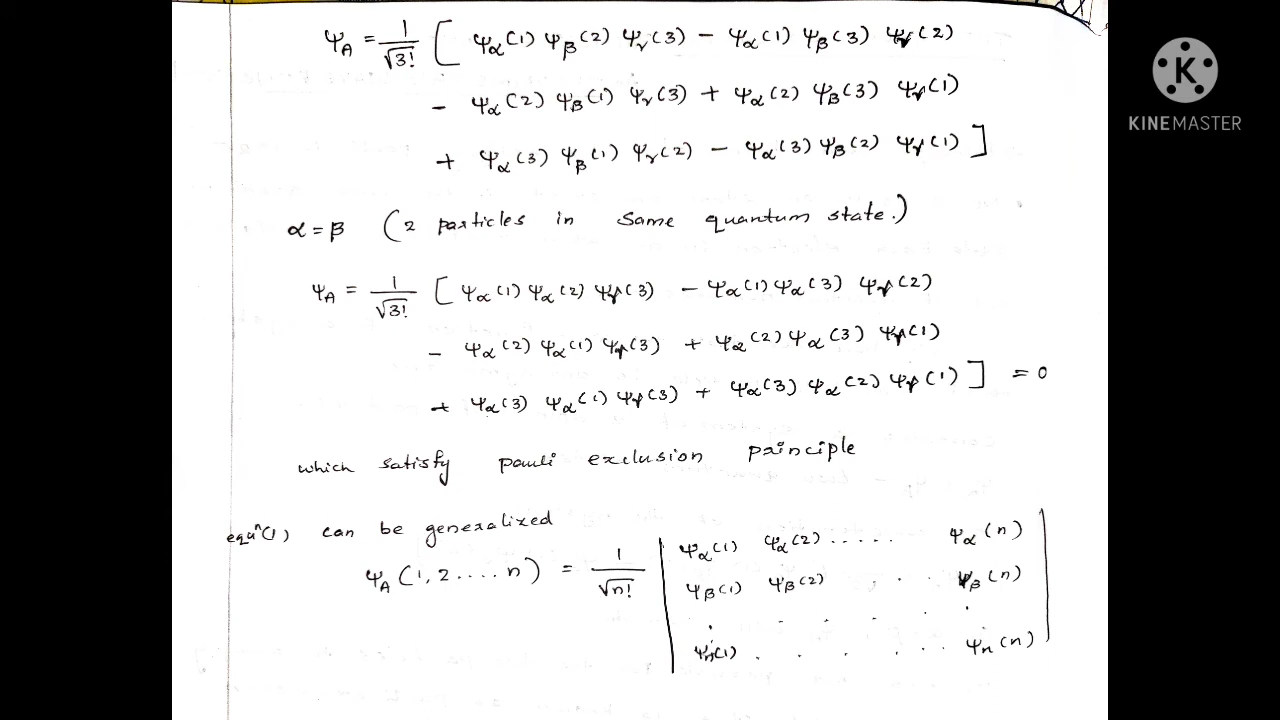 ψA = 1/√3! [ ψα(1) ψβ(2) ψγ(3) − ψα(1) ψβ(3) ψγ(2)
− ψα(2) ψβ(1) ψγ(3) + ψα(2) ψβ(3) ψγ(1)
+ ψα(3) ψβ(1) ψγ(2) − ψα(3) ψβ(2) ψγ(1) ]
α = β (2 particles in same quantum state.)
ψA = 1/√3! [ ψα(1) ψα(2) ψγ(3) − ψα(1) ψα(3) ψγ(2)
− ψα(2) ψα(1) ψγ(3) + ψα(2) ψα(3) ψγ(1)
+ ψα(3) ψα(1) ψγ(3) + ψα(3) ψα(2) ψγ(1) ] = 0
which satisfy pauli exclusion principle
equⁿ(1) can be generalized
ψA (1, 2 .... n) = 1/√n! | ψα(1) ψα(2) ..... ψα(n) |
| ψβ(1) ψβ(2) . . . ψβ(n) |
| . . . . . . . |
| ψn(1) . . . . . . . ψn(n) |
K
KINEMASTER